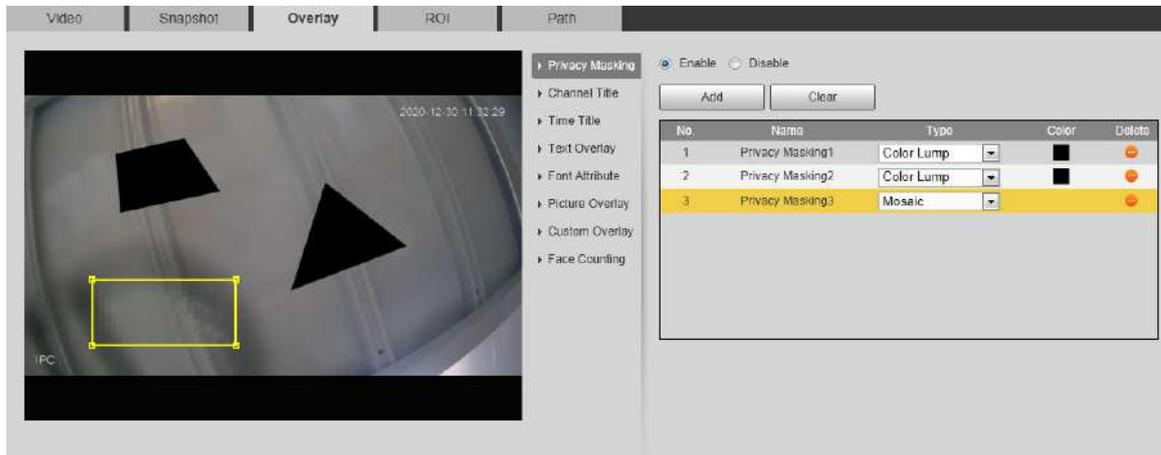 Video Snapshot Overlay ROI Path
2020-12-30 11:32:29
IPC
Privacy Masking
Channel Title
Time Title
Text Overlay
Font Attribute
Picture Overlay
Custom Overlay
Face Counting
Enable Disable
Add Clear
No. Name Type Color Delete
1 Privacy Masking1 Color Lump
2 Privacy Masking2 Color Lump
3 Privacy Masking3 Mosaic